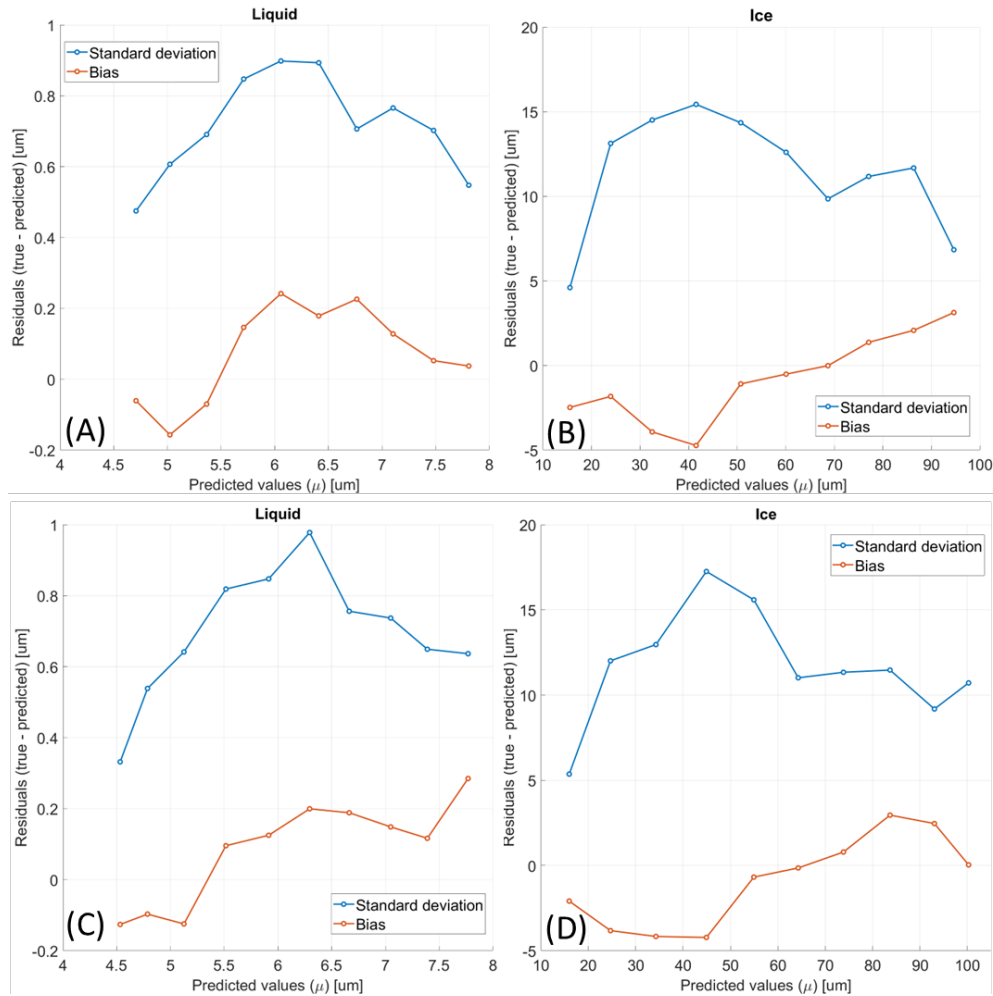 Liquid
1
0.8
0.6
0.4
0.2
0
-0.2
4
4.5
5
5.5
6
6.5
7
7.5
8
Residuals (true - predicted) [um]
Predicted values (μ) [um]
Standard deviation
Bias
(A)
Ice
20
15
10
5
0
-5
10
20
30
40
50
60
70
80
90
100
Residuals (true - predicted) [um]
Predicted values (μ) [um]
Standard deviation
Bias
(B)
Liquid
1
0.8
0.6
0.4
0.2
0
-0.2
4
4.5
5
5.5
6
6.5
7
7.5
8
Residuals (true - predicted) [um]
Predicted values (μ) [um]
Standard deviation
Bias
(C)
Ice
20
15
10
5
0
-5
10
20
30
40
50
60
70
80
90
100
Residuals (true - predicted) [um]
Predicted values (μ) [um]
Standard deviation
Bias
(D)